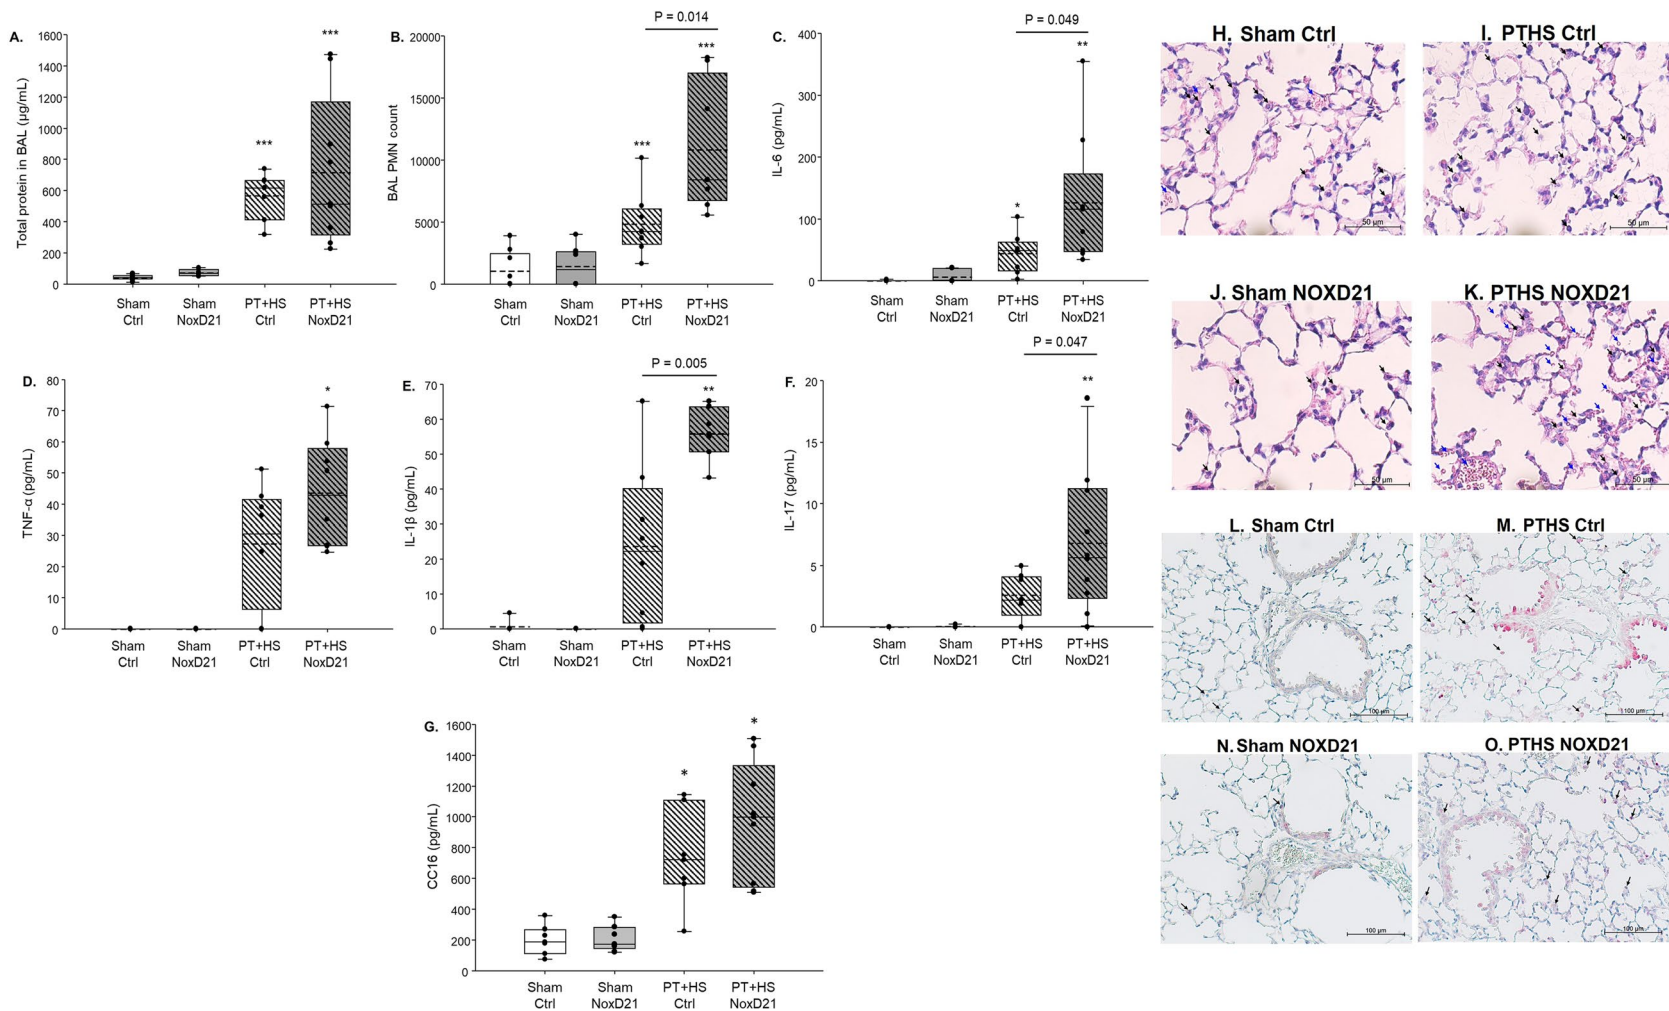 A.
Total protein in BAL (µg/mL)
1600
1400
1200
1000
800
600
400
200
0
***
***
Sham Ctrl
Sham NoxD21
PT+HS Ctrl
PT+HS NoxD21
B.
BAL PMN count
20000
15000
10000
5000
0
P = 0.014
***
***
Sham Ctrl
Sham NoxD21
PT+HS Ctrl
PT+HS NoxD21
C.
IL-6 (pg/mL)
400
300
200
100
0
P = 0.049
*
**
Sham Ctrl
Sham NoxD21
PT+HS Ctrl
PT+HS NoxD21
D.
TNF-α (pg/mL)
80
70
60
50
40
30
20
10
0
*
Sham Ctrl
Sham NoxD21
PT+HS Ctrl
PT+HS NoxD21
E.
IL-1β (pg/mL)
70
60
50
40
30
20
10
0
P = 0.005
**
Sham Ctrl
Sham NoxD21
PT+HS Ctrl
PT+HS NoxD21
F.
IL-17 (pg/mL)
20
15
10
5
0
P = 0.047
**
Sham Ctrl
Sham NoxD21
PT+HS Ctrl
PT+HS NoxD21
G.
CC16 (pg/mL)
1600
1400
1200
1000
800
600
400
200
0
*
*
Sham Ctrl
Sham NOXD21
PT+HS Ctrl
PT+HS NOXD21
H. Sham Ctrl
50 µm
I. PTHS Ctrl
50 µm
J. Sham NOXD21
50 µm
K. PTHS NOXD21
50 µm
L. Sham Ctrl
100 µm
M. PTHS Ctrl
100 µm
N. Sham NOXD21
100 µm
O. PTHS NOXD21
100 µm